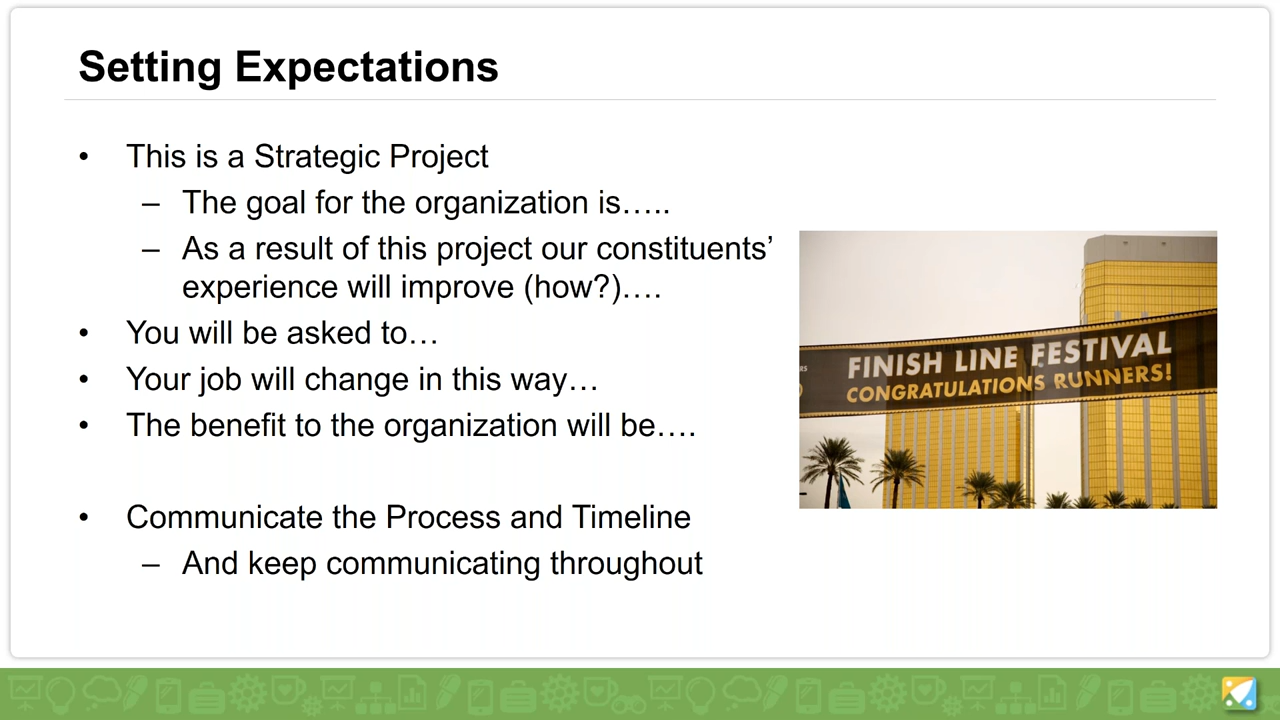 Setting Expectations
• This is a Strategic Project
– The goal for the organization is…..
– As a result of this project our constituents’
experience will improve (how?)….
• You will be asked to…
• Your job will change in this way…
• The benefit to the organization will be….
• Communicate the Process and Timeline
– And keep communicating throughout
FINISH LINE FESTIVAL
CONGRATULATIONS RUNNERS!